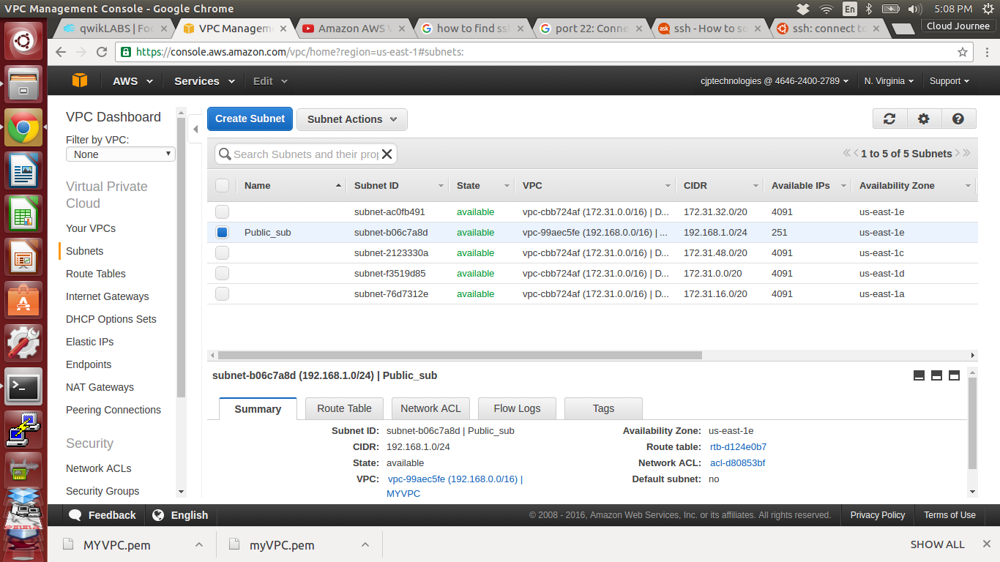 VPC Management Console - Google Chrome
En
5:08 PM
qwikLABS | Foc
VPC Managem
Amazon AWS V
how to find ssh
port 22: Conne
ask
ssh - How to so
ssh: connect to
Cloud Journee
https://console.aws.amazon.com/vpc/home?region=us-east-1#subnets:
AWS
Services
Edit
cjptechnologies @ 4646-2400-2789
N. Virginia
Support
VPC Dashboard
Filter by VPC:
None
Virtual Private
Cloud
Your VPCs
Subnets
Route Tables
Internet Gateways
DHCP Options Sets
Elastic IPs
Endpoints
NAT Gateways
Peering Connections
Security
Network ACLs
Security Groups
Create Subnet
Subnet Actions
Search Subnets and their prop
1 to 5 of 5 Subnets
Name Subnet ID State VPC CIDR Available IPs Availability Zone
subnet-ac0fb491 available vpc-cbb724af (172.31.0.0/16) | D... 172.31.32.0/20 4091 us-east-1e
Public_sub subnet-b06c7a8d available vpc-99aec5fe (192.168.0.0/16) | ... 192.168.1.0/24 251 us-east-1e
subnet-2123330a available vpc-cbb724af (172.31.0.0/16) | D... 172.31.48.0/20 4091 us-east-1c
subnet-f3519d85 available vpc-cbb724af (172.31.0.0/16) | D... 172.31.0.0/20 4091 us-east-1d
subnet-76d7312e available vpc-cbb724af (172.31.0.0/16) | D... 172.31.16.0/20 4091 us-east-1a
subnet-b06c7a8d (192.168.1.0/24) | Public_sub
Summary
Route Table
Network ACL
Flow Logs
Tags
Subnet ID: subnet-b06c7a8d | Public_sub
CIDR: 192.168.1.0/24
State: available
VPC: vpc-99aec5fe (192.168.0.0/16) |
MYVPC
Availability Zone: us-east-1e
Route table: rtb-d124e0b7
Network ACL: acl-d80853bf
Default subnet: no
Feedback
English
© 2008 - 2016, Amazon Web Services, Inc. or its affiliates. All rights reserved.
Privacy Policy
Terms of Use
MYVPC.pem
myVPC.pem
SHOW ALL